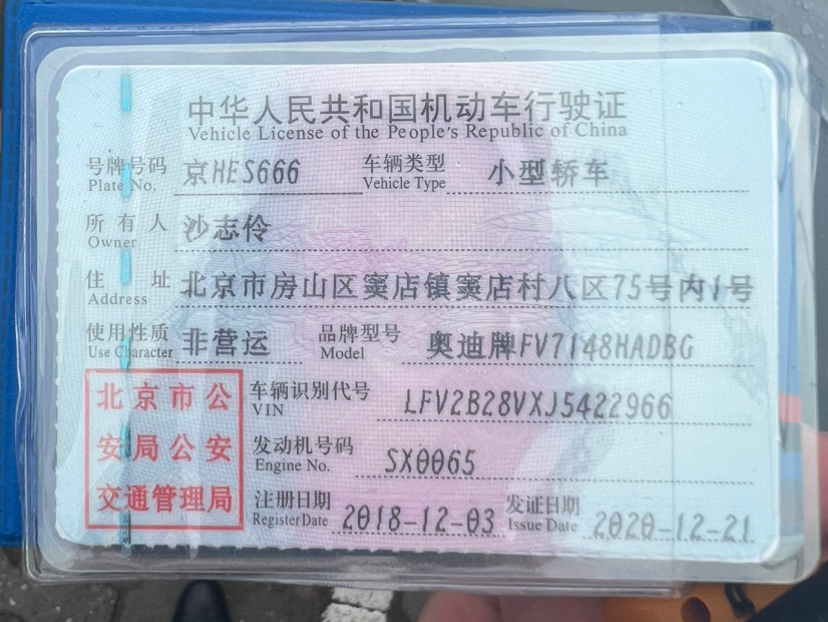 中华人民共和国机动车行驶证
Vehicle License of the People's Republic of China
号牌号码 京HES666 车辆类型 小型轿车
Plate No. Vehicle Type
所有人 沙志伶
Owner
住址 北京市房山区窦店镇窦店村八区75号内1号
Address
使用性质 非营运 品牌型号 奥迪牌FV7148HADBG
Use Character Model
北京市公
安局公安
交通管理局
车辆识别代号 LFV2B28VXJ5422966
VIN
发动机号码 SX0065
Engine No.
注册日期 2018-12-03 发证日期 2020-12-21
Register Date Issue Date